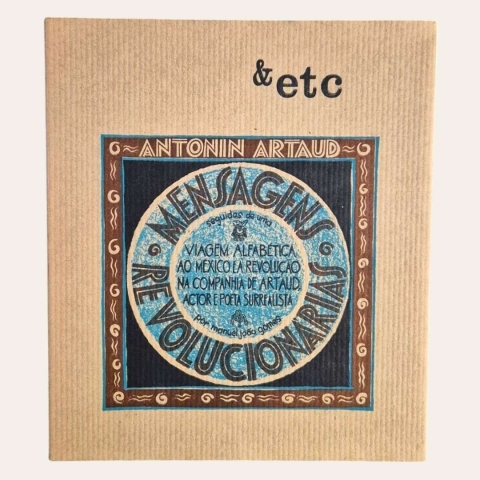 &etc
ANTONIN ARTAUD
MENSAGENS
REVOLUCIONÁRIAS
seguidas de uma
VIAGEM ALFABÉTICA
AO MÉXICO E À REVOLUÇÃO
NA COMPANHIA DE ARTAUD,
ACTOR E POETA SURREALISTA
por manuel joão gomes